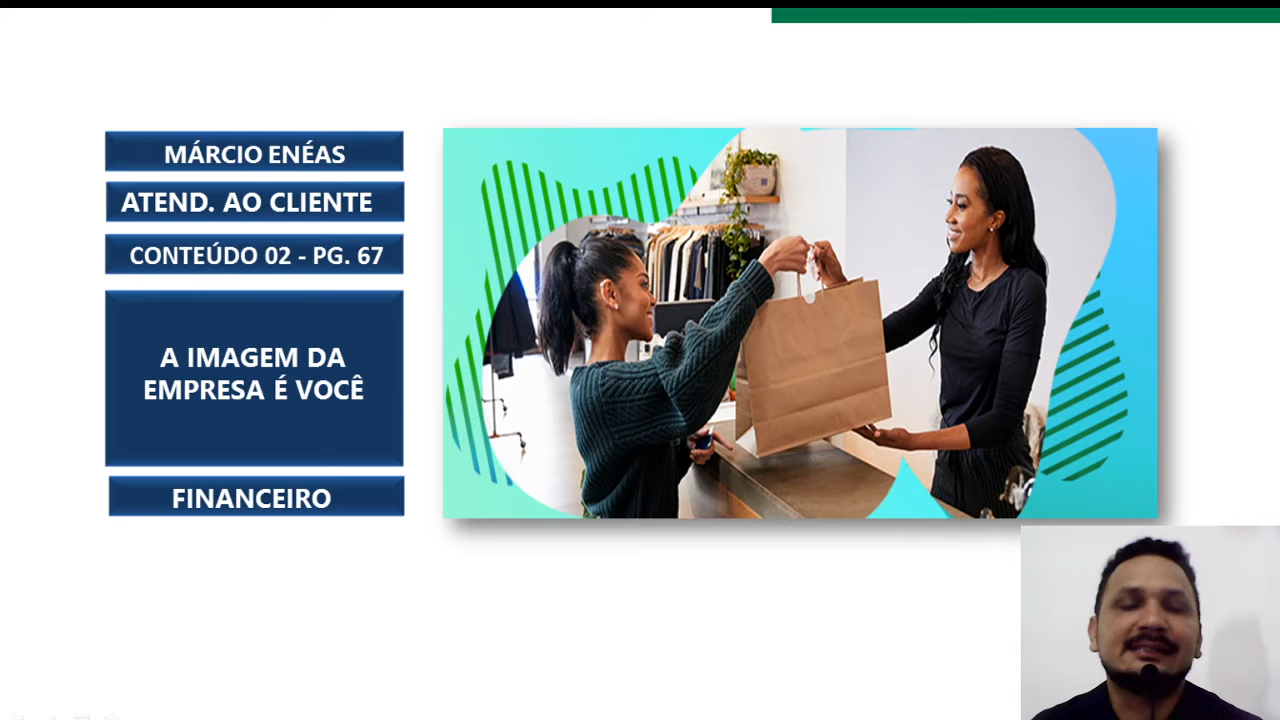 MÁRCIO ENÉAS
ATEND. AO CLIENTE
CONTEÚDO 02 - PG. 67
A IMAGEM DA
EMPRESA É VOCÊ
FINANCEIRO